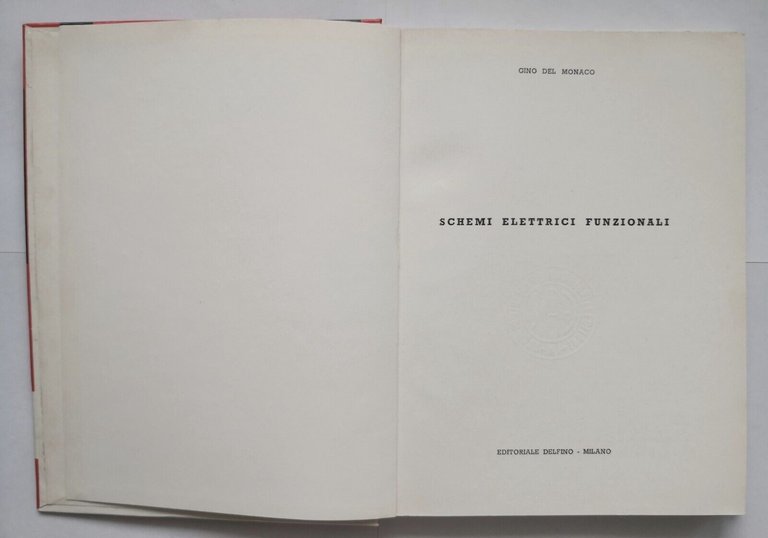 GINO DEL MONACO
SCHEMI ELETTRICI FUNZIONALI
EDITORIALE DELFINO - MILANO